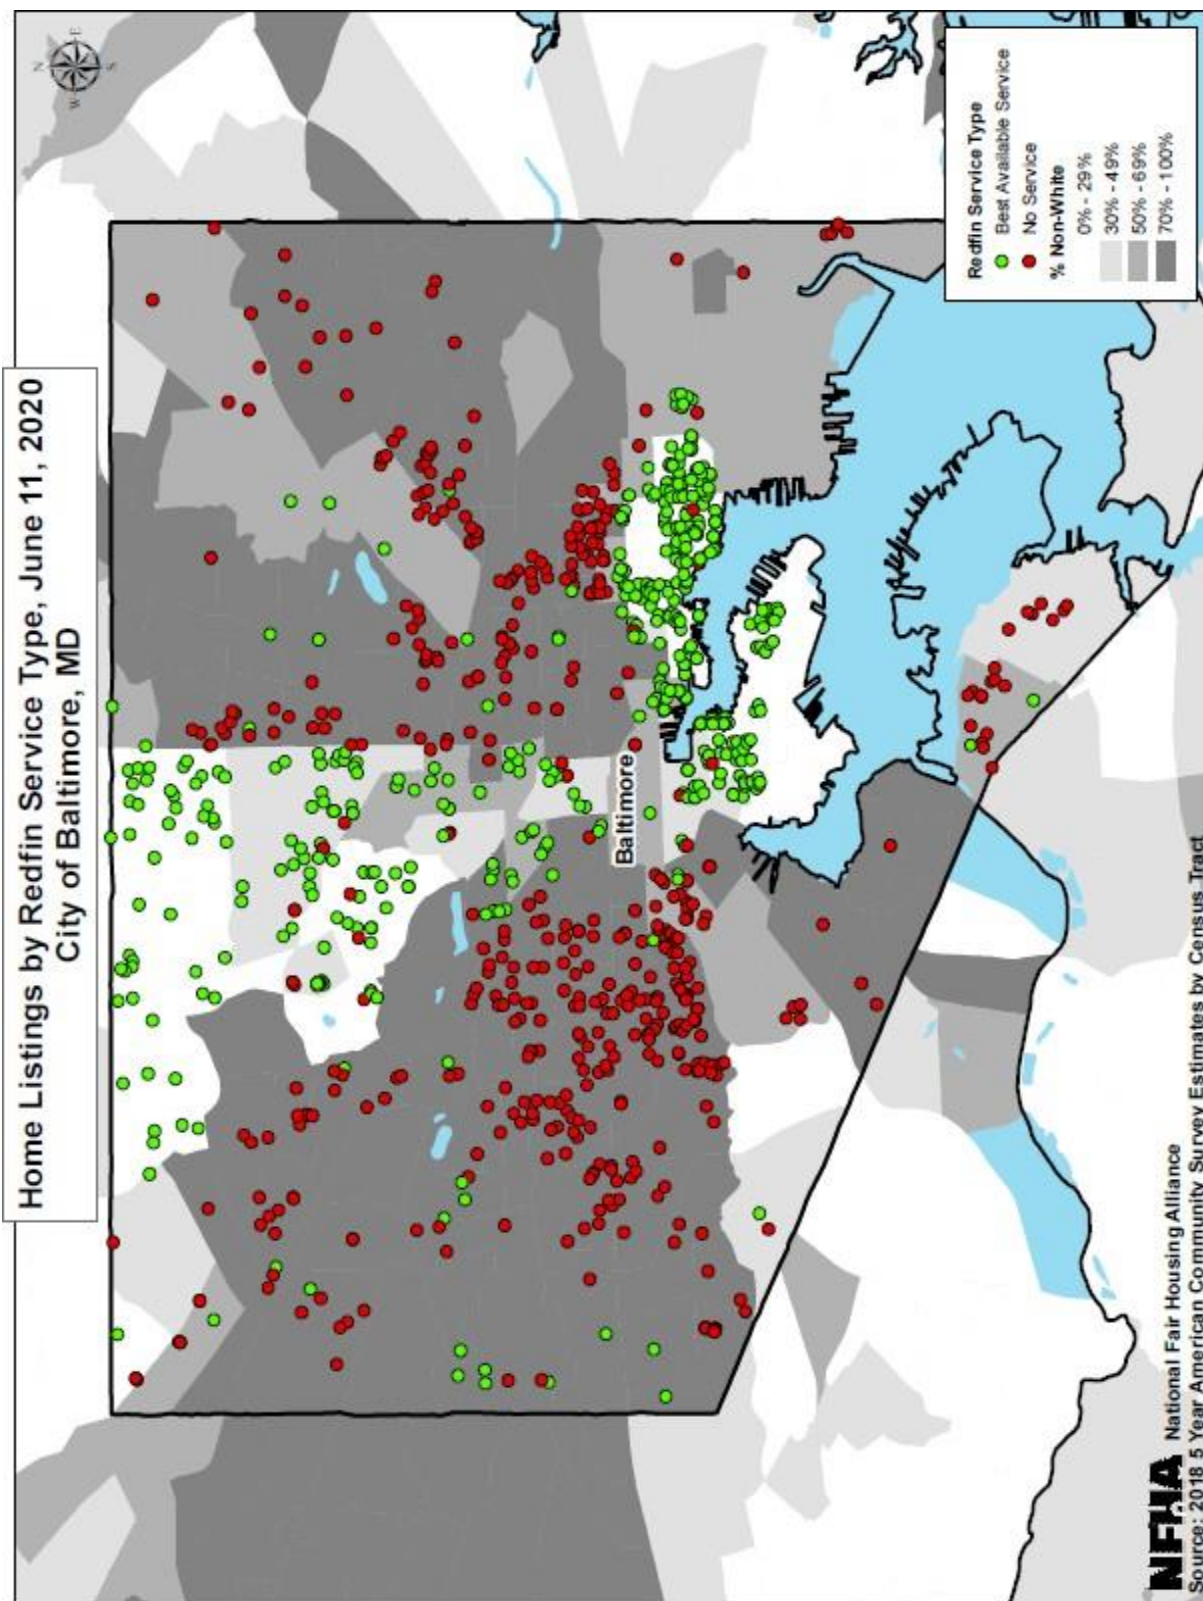 Home Listings by Redfin Service Type, June 11, 2020
City of Baltimore, MD
N
E
S
W
Baltimore
Redfin Service Type
Best Available Service
No Service
% Non-White
0% - 29%
30% - 49%
50% - 69%
70% - 100%
NFHA National Fair Housing Alliance
Source: 2018 5 Year American Community Survey Estimates by Census Tract